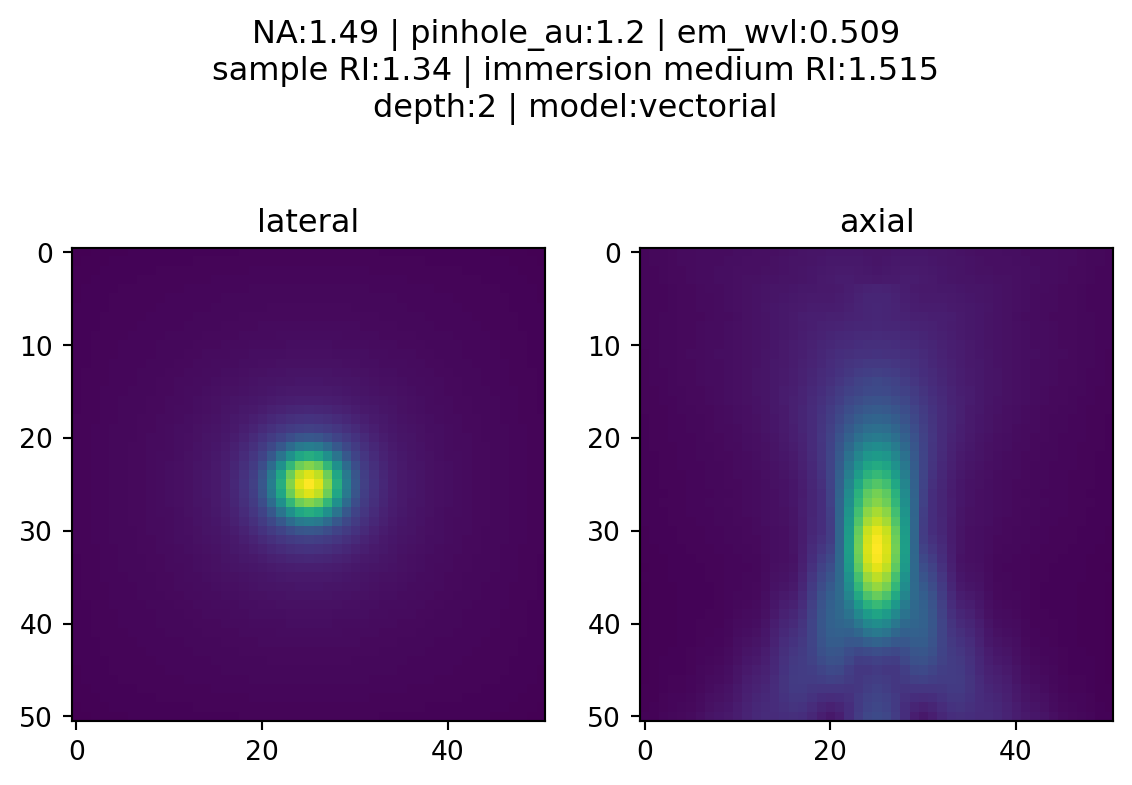 NA:1.49 | pinhole_au:1.2 | em_wvl:0.509
sample RI:1.34 | immersion medium RI:1.515
depth:2 | model:vectorial
lateral
0
10
20
30
40
50
0 20 40
axial
0
10
20
30
40
50
0 20 40